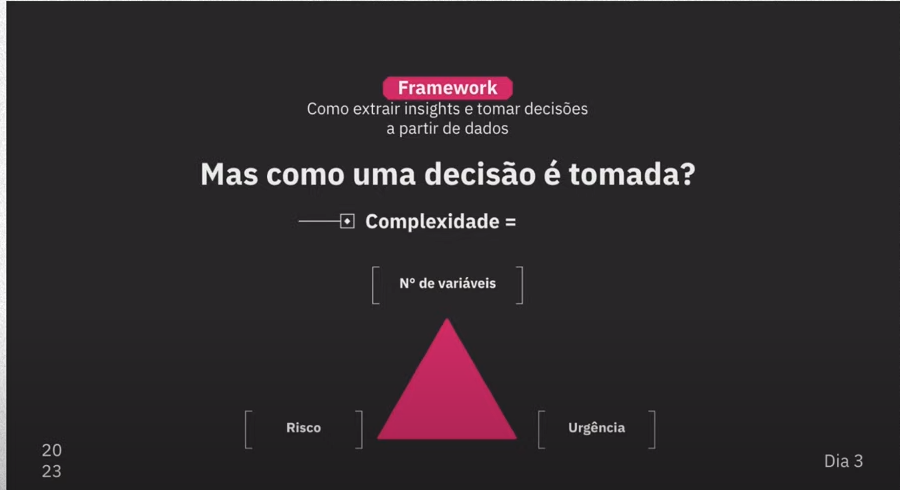 Framework
Como extrair insights e tomar decisões
a partir de dados
Mas como uma decisão é tomada?
Complexidade =
N° de variáveis
Risco
Urgência
20
23
Dia 3